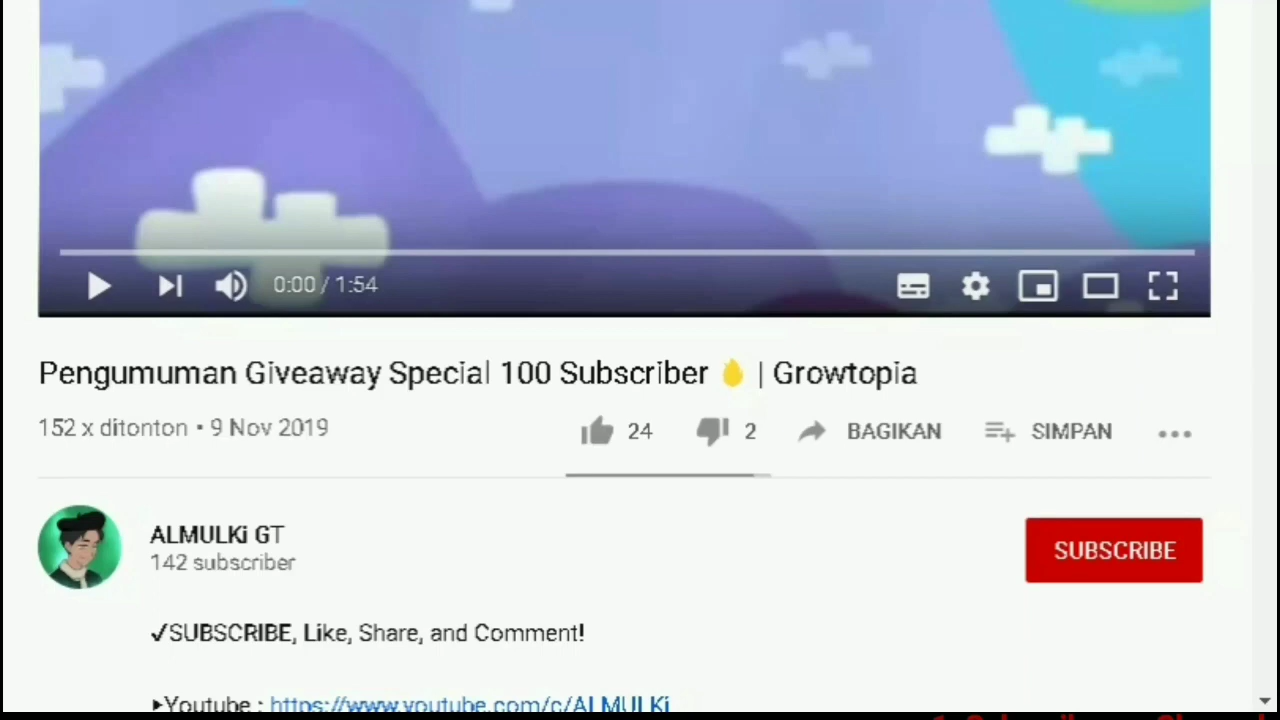 0:00 / 1:54
Pengumuman Giveaway Special 100 Subscriber | Growtopia
152 x ditonton • 9 Nov 2019
24
2
BAGIKAN
SIMPAN
ALMULKi GT
142 subscriber
SUBSCRIBE
✓SUBSCRIBE, Like, Share, and Comment!
▶Youtube : https://www.youtube.com/c/ALMULKi